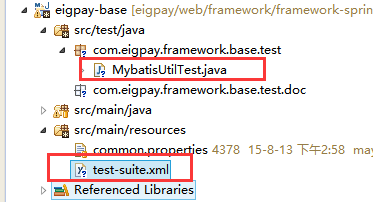 eigpay-base [eigpay/web/framework/framework-sprin
src/test/java
com.eigpay.framework.base.test
MybatisUtilTest.java
com.eigpay.framework.base.test.doc
src/main/java
src/main/resources
common.properties 4378 15-8-13 下午2:58 may
test-suite.xml
Referenced Libraries